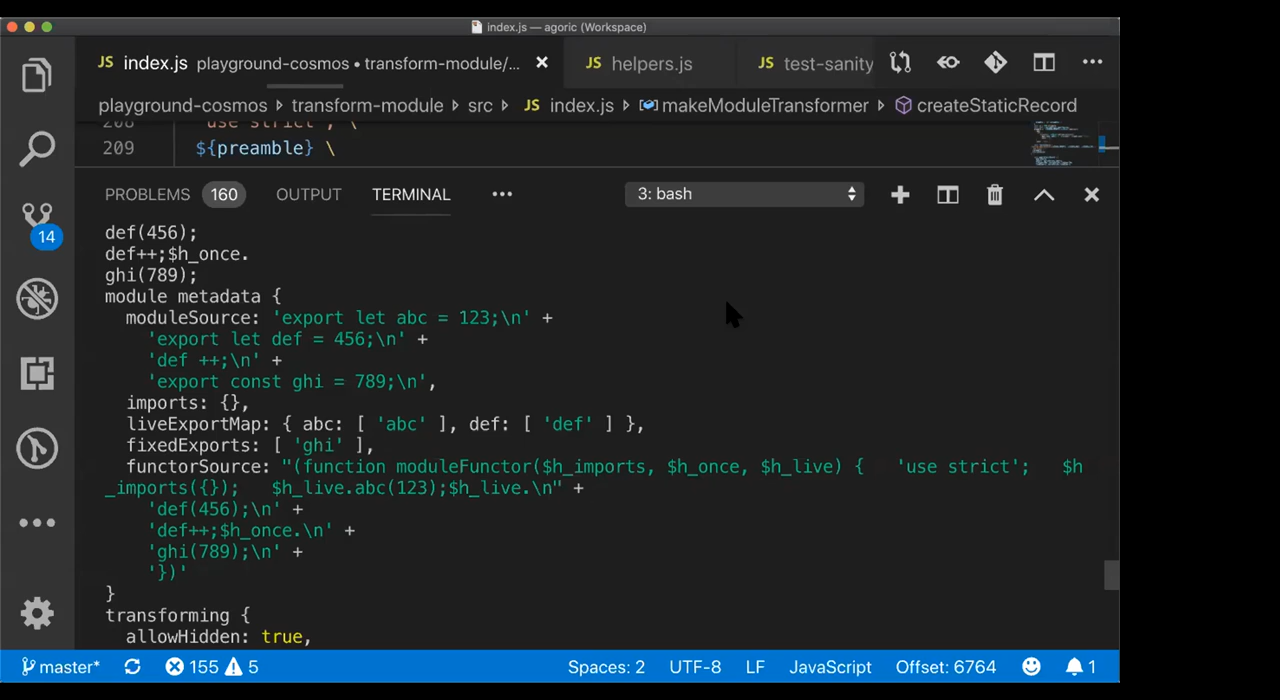 index.js — agoric (Workspace)
JS index.js playground-cosmos • transform-module/... JS helpers.js JS test-sanity
playground-cosmos transform-module src JS index.js makeModuleTransformer createStaticRecord
208 'use strict'; \
209 ${preamble} \
PROBLEMS 160 OUTPUT TERMINAL 3: bash
14
def(456);
def++;$h_once.
ghi(789);
module metadata {
moduleSource: 'export let abc = 123;\n' +
'export let def = 456;\n' +
'def ++;\n' +
'export const ghi = 789;\n',
imports: {},
liveExportMap: { abc: [ 'abc' ], def: [ 'def' ] },
fixedExports: [ 'ghi' ],
functorSource: "(function moduleFunctor($h_imports, $h_once, $h_live) {   'use strict';   $h
_imports({});   $h_live.abc(123);$h_live.\n" +
'def(456);\n' +
'def++;$h_once.\n' +
'ghi(789);\n' +
'})'
}
transforming {
allowHidden: true,
master* 155 5 Spaces: 2 UTF-8 LF JavaScript Offset: 6764 1